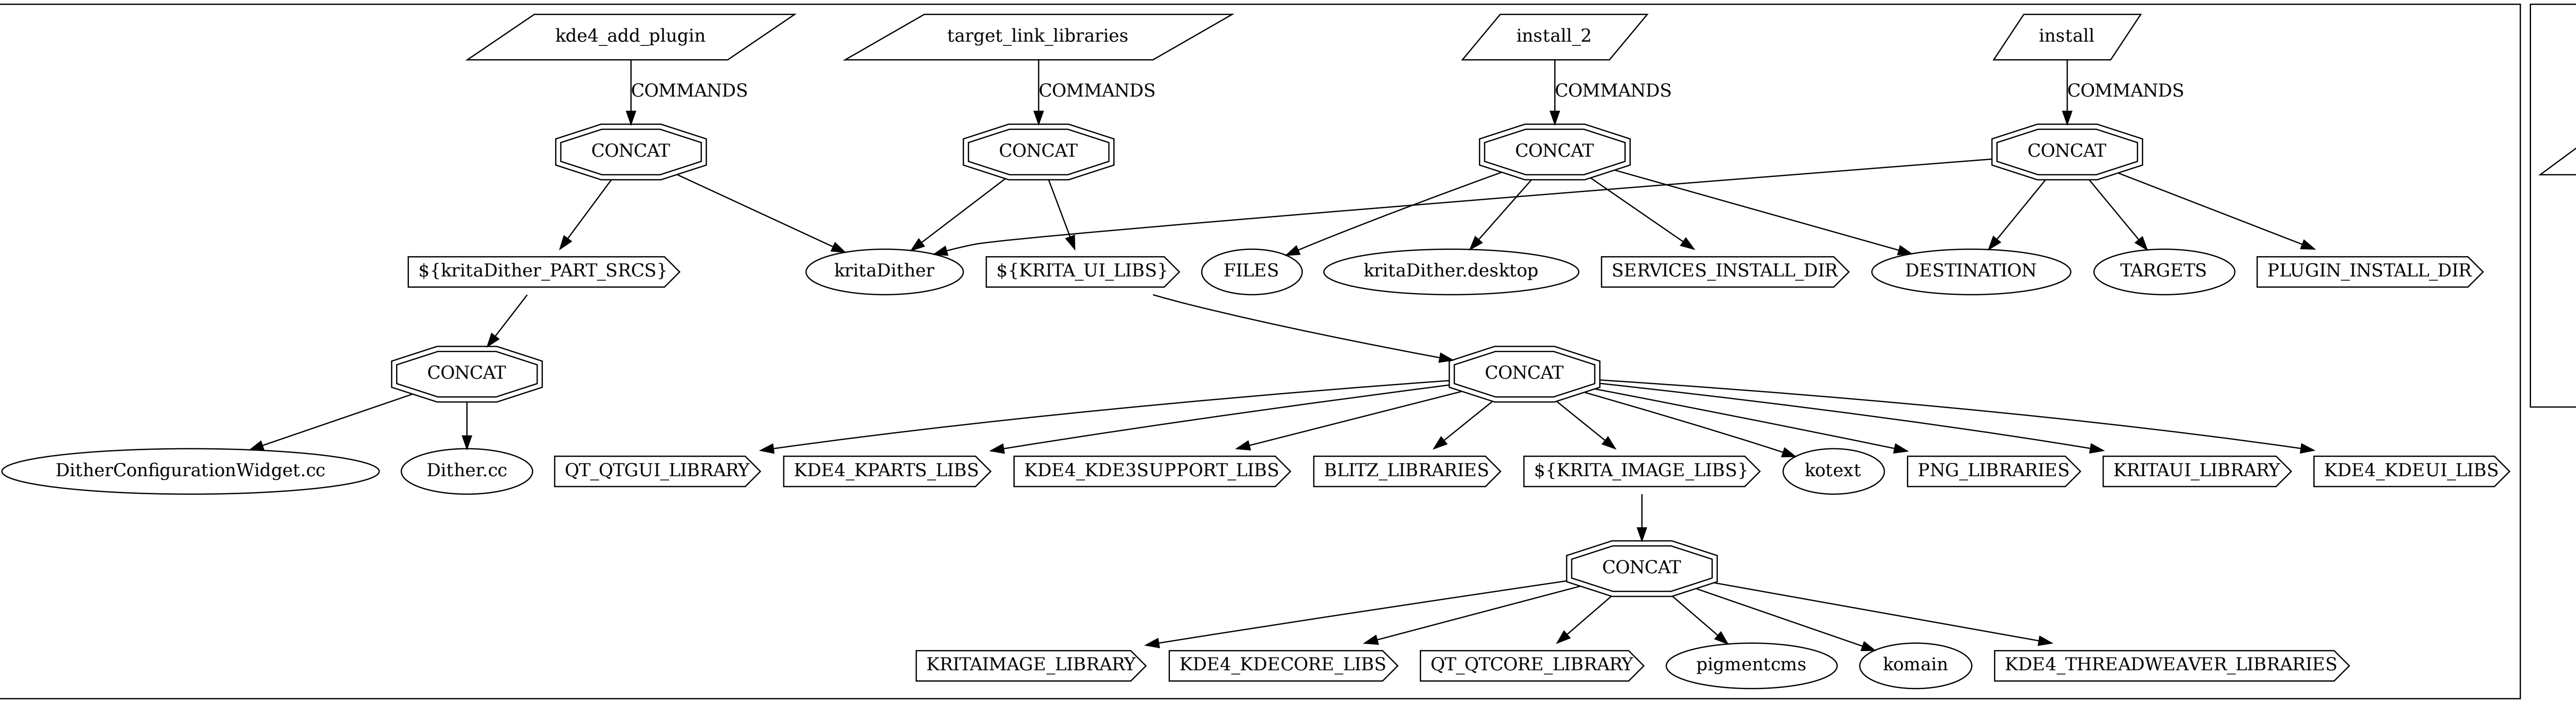 kde4_add_plugin
target_link_libraries
install_2
install
COMMANDS
COMMANDS
COMMANDS
COMMANDS
CONCAT
CONCAT
CONCAT
CONCAT
${kritaDither_PART_SRCS}
kritaDither
${KRITA_UI_LIBS}
FILES
kritaDither.desktop
SERVICES_INSTALL_DIR
DESTINATION
TARGETS
PLUGIN_INSTALL_DIR
CONCAT
CONCAT
DitherConfigurationWidget.cc
Dither.cc
QT_QTGUI_LIBRARY
KDE4_KPARTS_LIBS
KDE4_KDE3SUPPORT_LIBS
BLITZ_LIBRARIES
${KRITA_IMAGE_LIBS}
kotext
PNG_LIBRARIES
KRITAUI_LIBRARY
KDE4_KDEUI_LIBS
CONCAT
KRITAIMAGE_LIBRARY
KDE4_KDECORE_LIBS
QT_QTCORE_LIBRARY
pigmentcms
komain
KDE4_THREADWEAVER_LIBRARIES